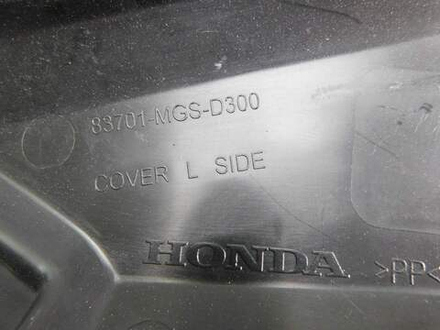 83701-MGS-D300
COVER L SIDE
HONDA >PP<